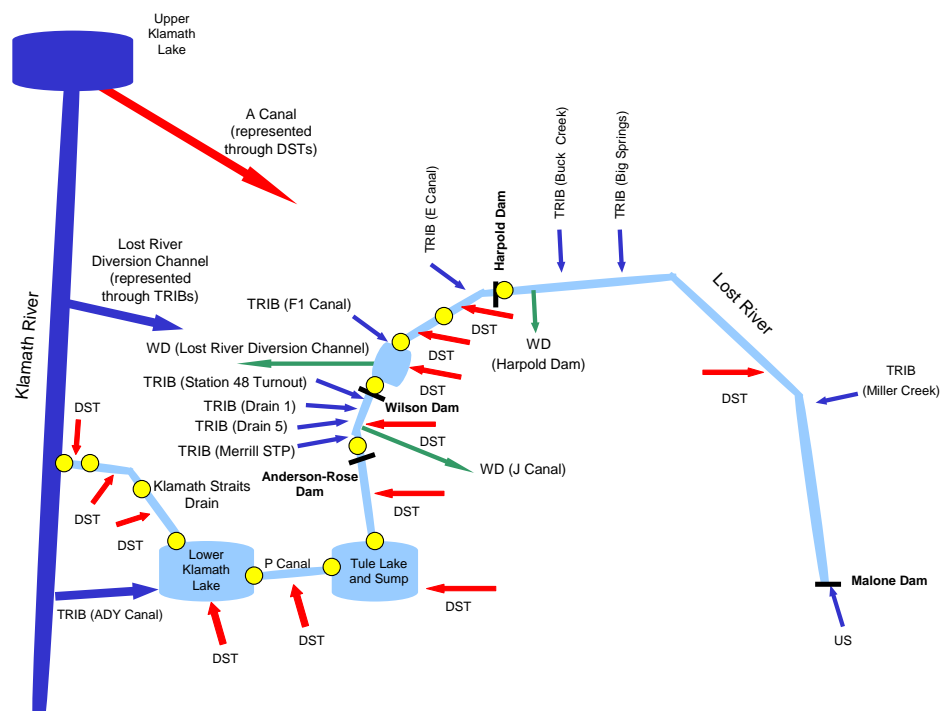 Upper
Klamath
Lake
A Canal
(represented
through DSTs)
TRIB (Buck Creek)
TRIB (Big Springs)
TRIB (E Canal)
Harpold Dam
Lost River
Diversion Channel
(represented
through TRIBs)
Lost River
TRIB (F1 Canal)
DST
WD
(Harpold Dam)
DST
WD (Lost River Diversion Channel)
DST
Klamath River
TRIB (Station 48 Turnout)
TRIB (Drain 1)
Wilson Dam
TRIB (Drain 5)
DST
TRIB (Merrill STP)
WD (J Canal)
DST
TRIB
(Miller Creek)
DST
Anderson-Rose
Dam
Klamath Straits
Drain
DST
DST
DST
Lower
Klamath
Lake
P Canal
Tule Lake
and Sump
Malone Dam
DST
TRIB (ADY Canal)
DST
DST
US